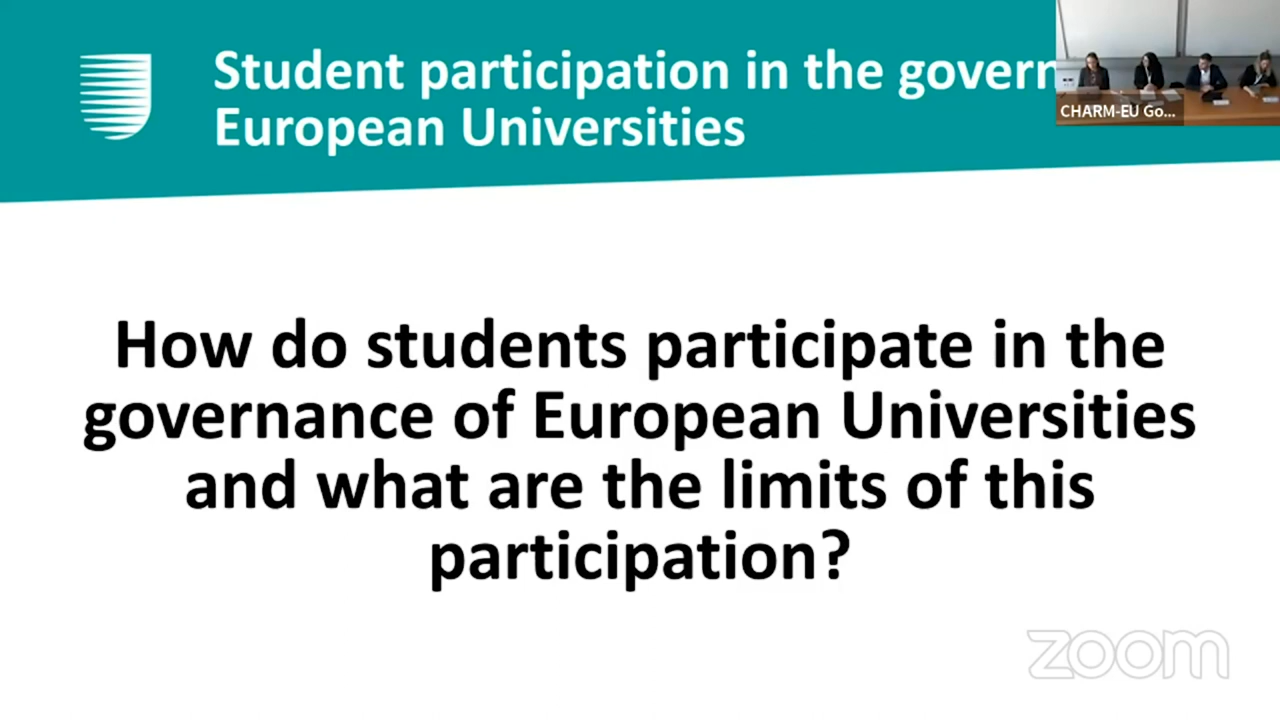 Student participation in the govern
European Universities
CHARM-EU Go...
How do students participate in the
governance of European Universities
and what are the limits of this
participation?
zoom